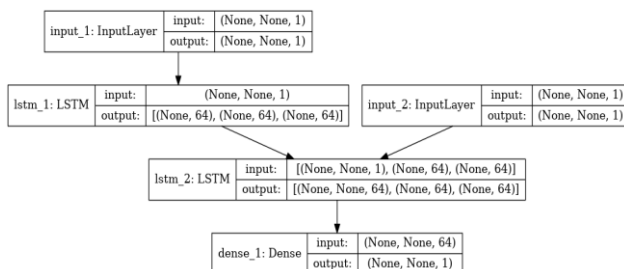 input_1: InputLayer
input: (None, None, 1)
output: (None, None, 1)
lstm_1: LSTM
input: (None, None, 1)
output: [(None, 64), (None, 64), (None, 64)]
input_2: InputLayer
input: (None, None, 1)
output: (None, None, 1)
lstm_2: LSTM
input: [(None, None, 1), (None, 64), (None, 64)]
output: [(None, None, 64), (None, 64), (None, 64)]
dense_1: Dense
input: (None, None, 64)
output: (None, None, 1)